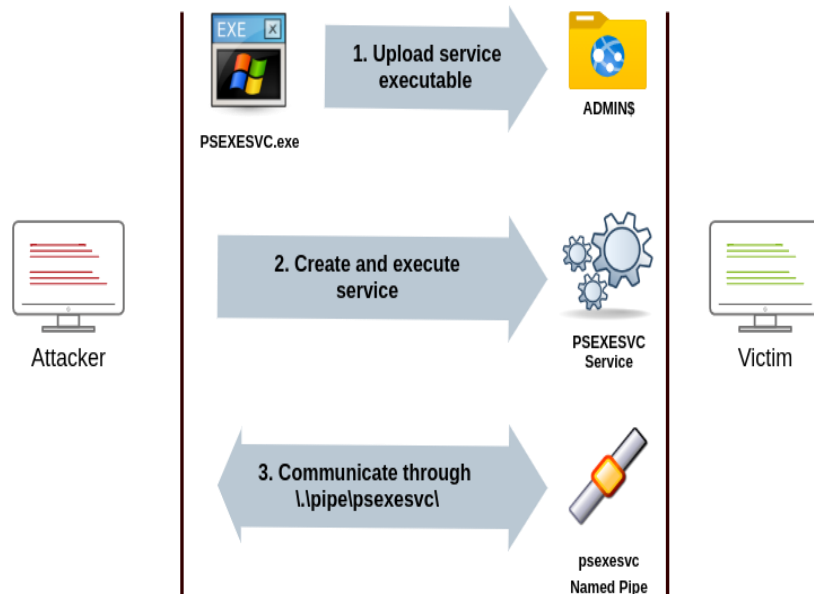 EXE X
1. Upload service
executable
PSEXESVC.exe
ADMIN$
2. Create and execute
service
PSEXESVC
Service
Attacker
Victim
3. Communicate through
\.\pipe\psexesvc\
psexesvc
Named Pipe